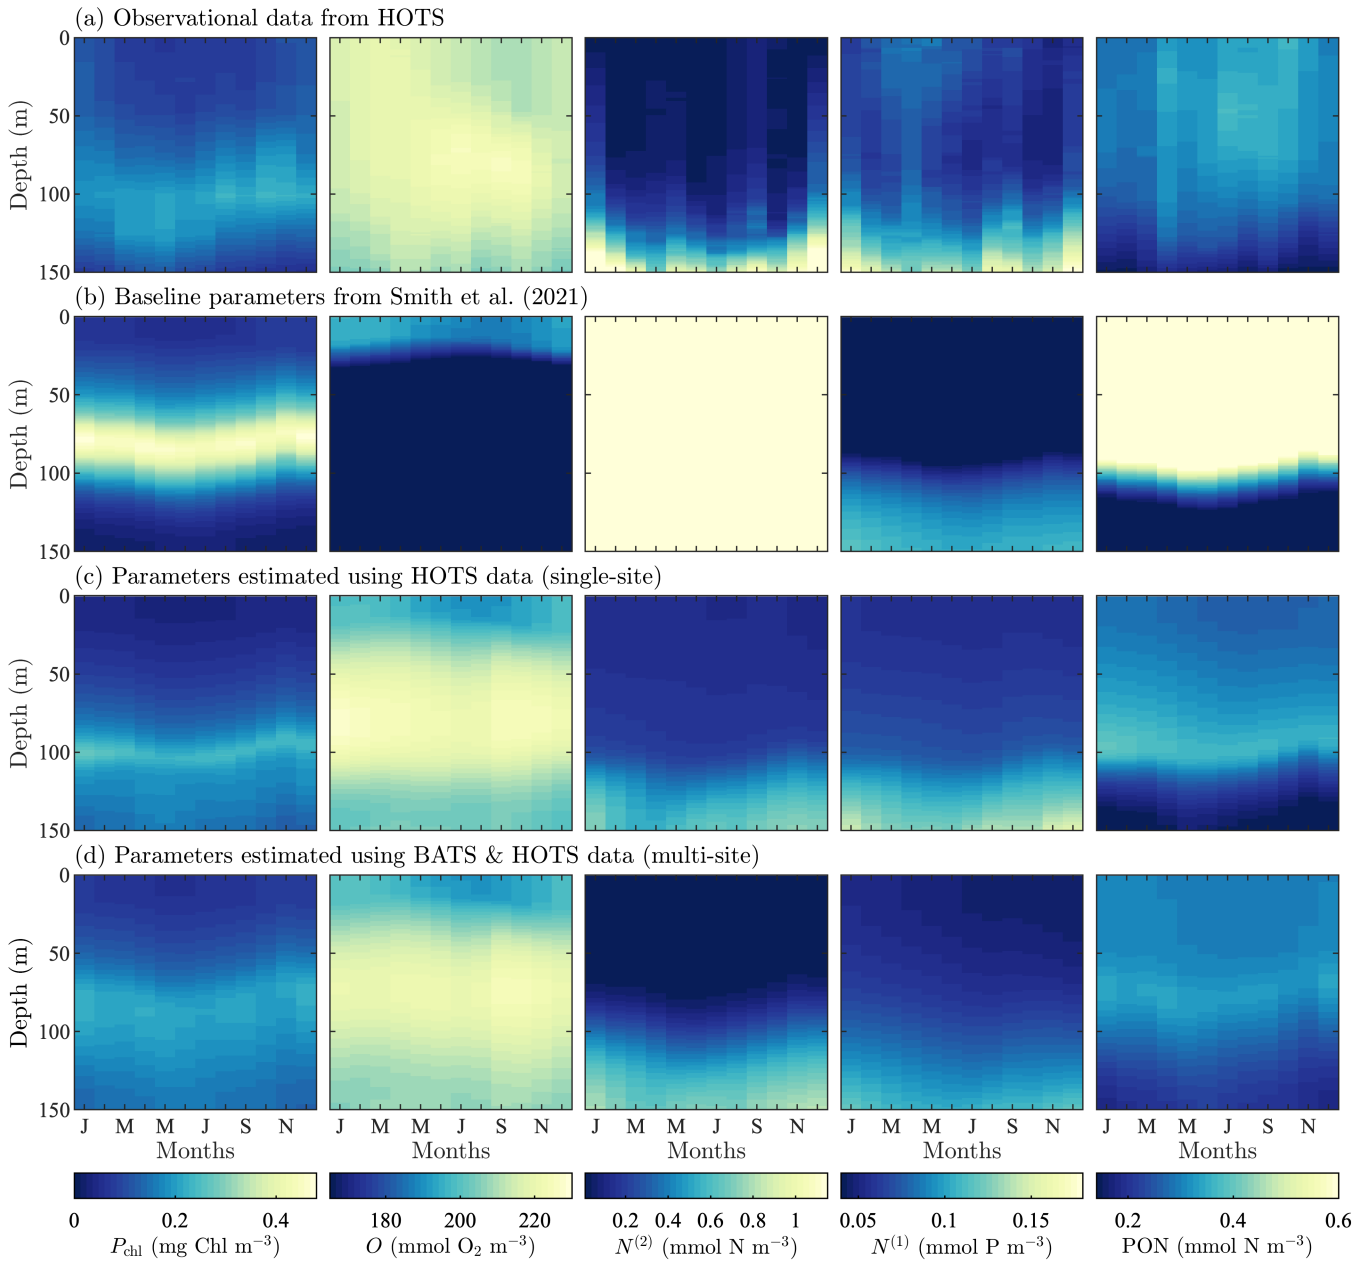 (a) Observational data from HOTS
Depth (m)
0
50
100
150
(b) Baseline parameters from Smith et al. (2021)
Depth (m)
0
50
100
150
(c) Parameters estimated using HOTS data (single-site)
Depth (m)
0
50
100
150
(d) Parameters estimated using BATS & HOTS data (multi-site)
Depth (m)
0
50
100
150
J M M J S N
J M M J S N
J M M J S N
J M M J S N
J M M J S N
Months
Months
Months
Months
Months
0 0.2 0.4
180 200 220
0.2 0.4 0.6 0.8 1
0.05 0.1 0.15
0.2 0.4 0.6
P_chl (mg Chl m⁻³)
O (mmol O₂ m⁻³)
N⁽²⁾ (mmol N m⁻³)
N⁽¹⁾ (mmol P m⁻³)
PON (mmol N m⁻³)